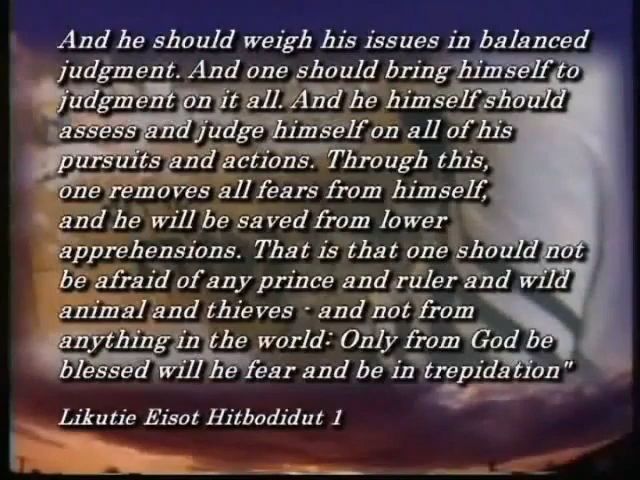 And he should weigh his issues in balanced
judgment. And one should bring himself to
judgment on it all. And he himself should
assess and judge himself on all of his
pursuits and actions. Through this,
one removes all fears from himself,
and he will be saved from lower
apprehensions. That is that one should not
be afraid of any prince and ruler and wild
animal and thieves - and not from
anything in the world: Only from God be
blessed will he fear and be in trepidation"
Likutie Eisot Hitbodidut 1